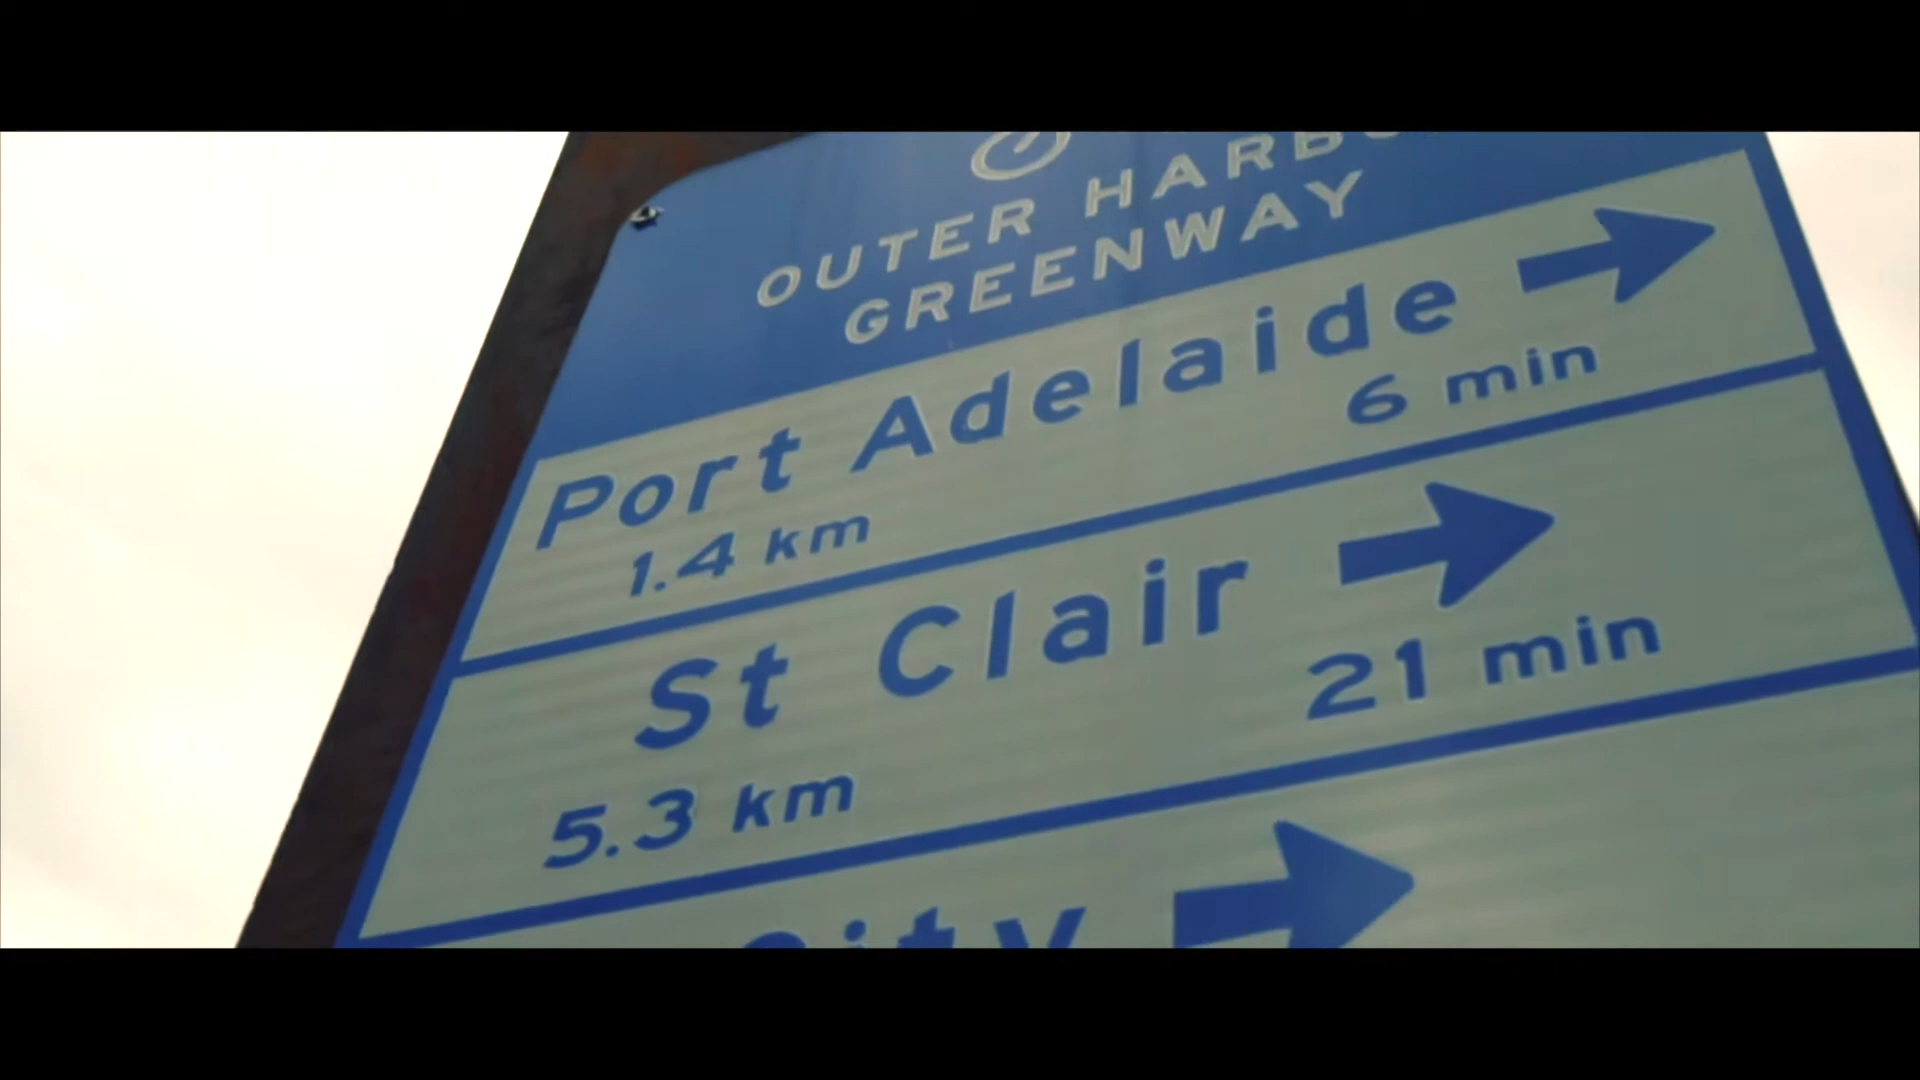 OUTER HARBO
GREENWAY
Port Adelaide
1.4 km 6 min
St Clair
5.3 km 21 min
City